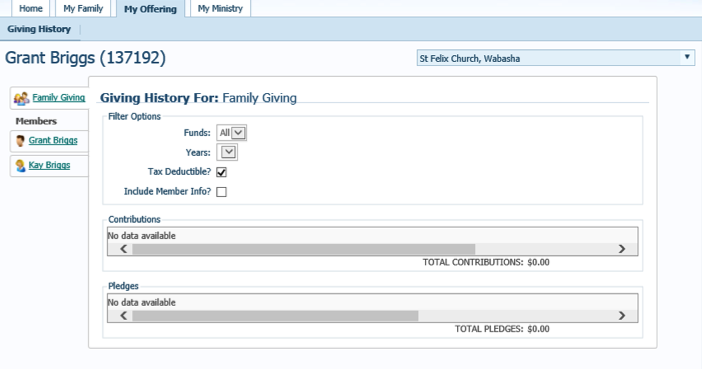 Home My Family My Offering My Ministry
Giving History
Grant Briggs (137192)
St Felix Church, Wabasha
Family Giving
Members
Grant Briggs
Kay Briggs
Giving History For: Family Giving
Filter Options
Funds: All
Years:
Tax Deductible?
Include Member Info?
Contributions
No data available
TOTAL CONTRIBUTIONS: $0.00
Pledges
No data available
TOTAL PLEDGES: $0.00